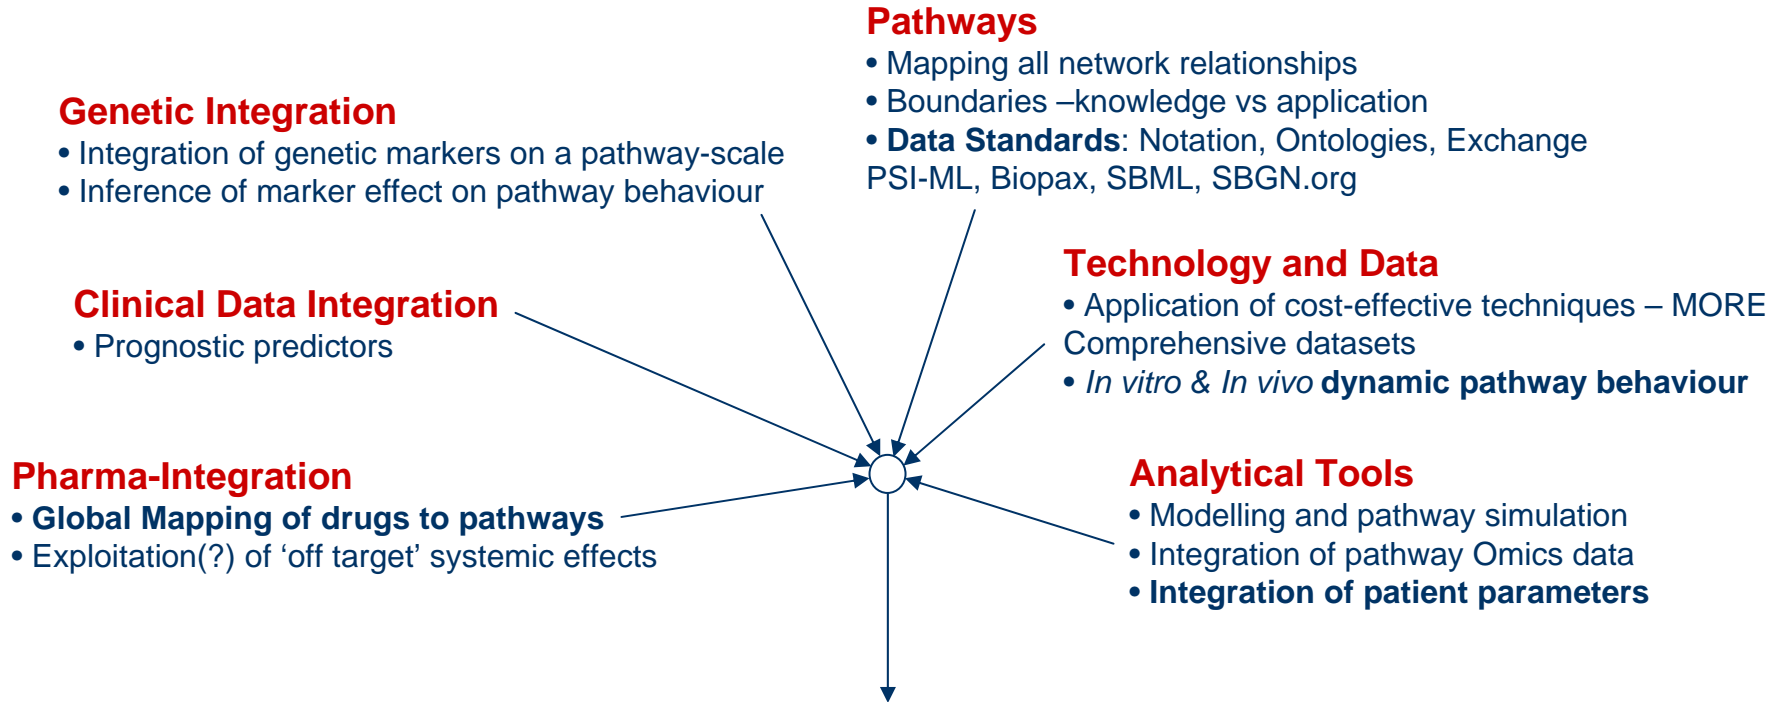 Pathways
• Mapping all network relationships
• Boundaries –knowledge vs application
• Data Standards: Notation, Ontologies, Exchange
PSI-ML, Biopax, SBML, SBGN.org
Genetic Integration
• Integration of genetic markers on a pathway-scale
• Inference of marker effect on pathway behaviour
Technology and Data
• Application of cost-effective techniques – MORE
Comprehensive datasets
• In vitro & In vivo dynamic pathway behaviour
Clinical Data Integration
• Prognostic predictors
Pharma-Integration
• Global Mapping of drugs to pathways
• Exploitation(?) of ‘off target’ systemic effects
Analytical Tools
• Modelling and pathway simulation
• Integration of pathway Omics data
• Integration of patient parameters